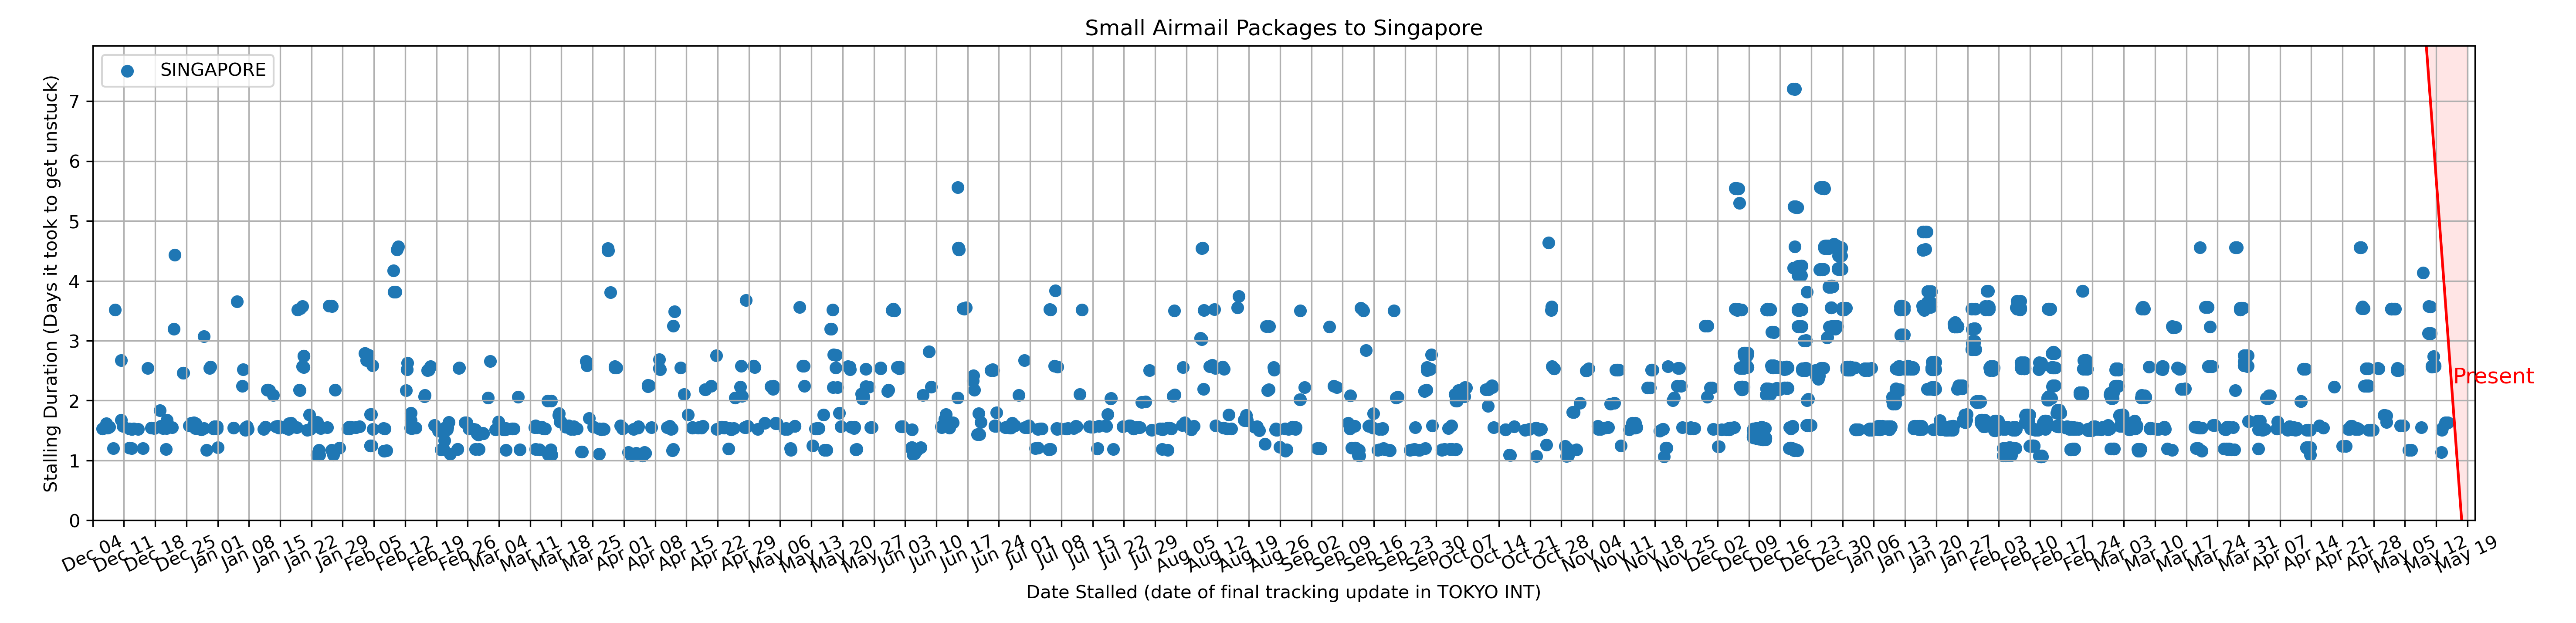 Small Airmail Packages to Singapore
SINGAPORE
Stalling Duration (Days it took to get unstuck)
7
6
5
4
3
2
1
0
Present
Dec 04 Dec 11 Dec 18 Dec 25 Jan 01 Jan 08 Jan 15 Jan 22 Jan 29 Feb 05 Feb 12 Feb 19 Feb 26 Mar 04 Mar 11 Mar 18 Mar 25 Apr 01 Apr 08 Apr 15 Apr 22 Apr 29 May 06 May 13 May 20 May 27 Jun 03 Jun 10 Jun 17 Jun 24 Jul 01 Jul 08 Jul 15 Jul 22 Jul 29 Aug 05 Aug 12 Aug 19 Aug 26 Sep 02 Sep 09 Sep 16 Sep 23 Sep 30 Oct 07 Oct 14 Oct 21 Oct 28 Nov 04 Nov 11 Nov 18 Nov 25 Dec 02 Dec 09 Dec 16 Dec 23 Dec 30 Jan 06 Jan 13 Jan 20 Jan 27 Feb 03 Feb 10 Feb 17 Feb 24 Mar 03 Mar 10 Mar 17 Mar 24 Mar 31 Apr 07 Apr 14 Apr 21 Apr 28 May 05 May 12 May 19
Date Stalled (date of final tracking update in TOKYO INT)